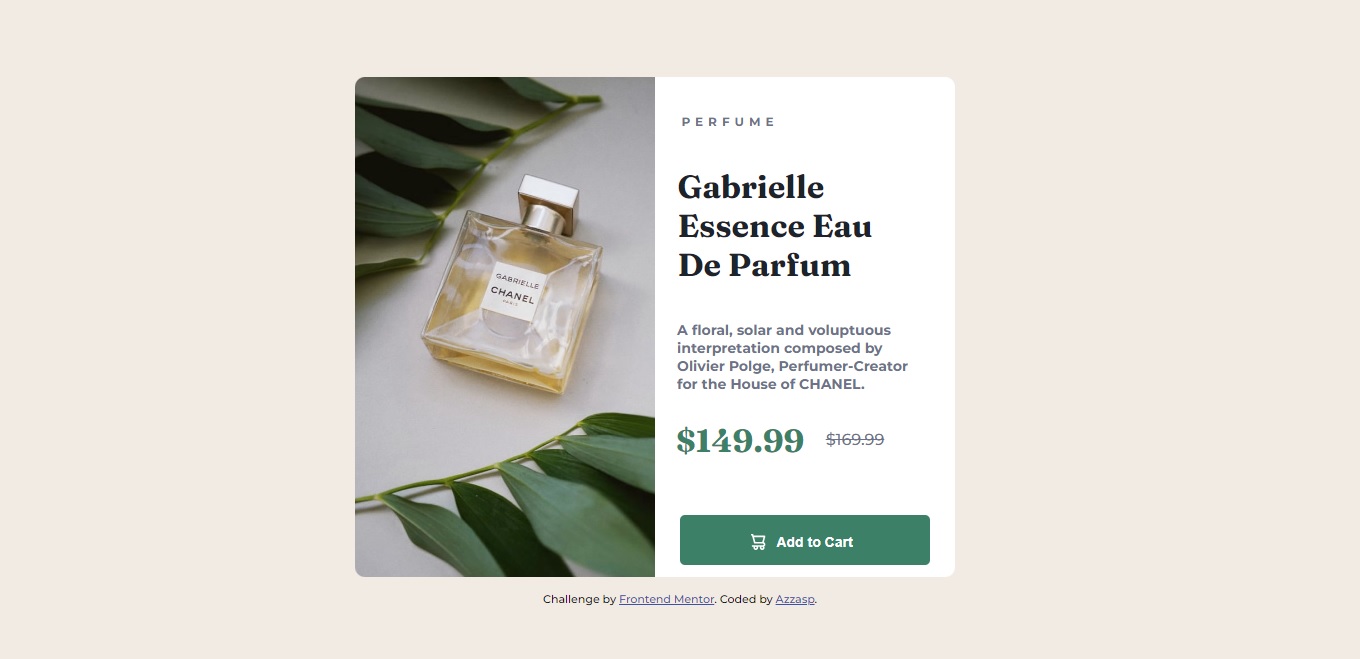 PERFUME
Gabrielle
Essence Eau
De Parfum
GABRIELLE
CHANEL
PARIS
A floral, solar and voluptuous
interpretation composed by
Olivier Polge, Perfumer-Creator
for the House of CHANEL.
$149.99 $169.99
Add to Cart
Challenge by Frontend Mentor. Coded by Azzasp.